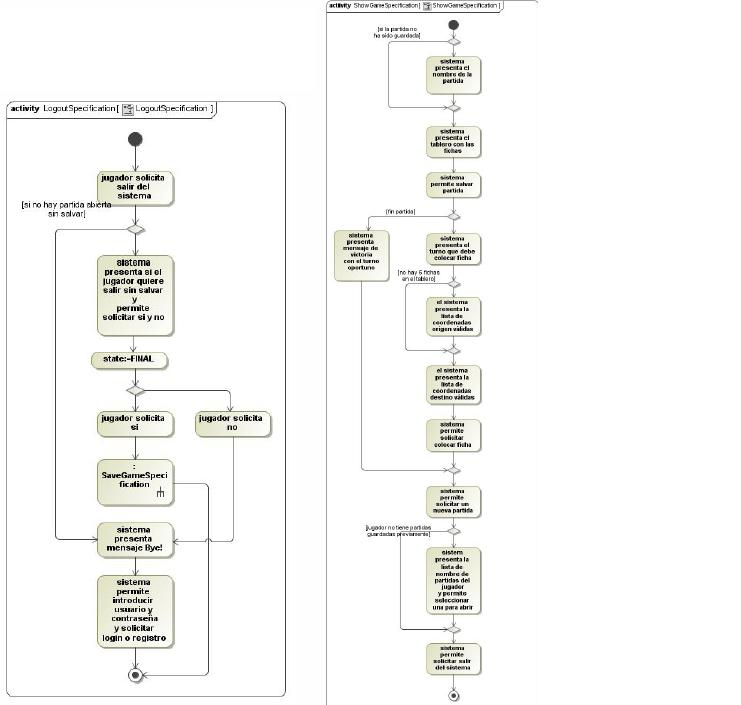 activity LogoutSpecification[ LogoutSpecification ]
jugador solicita
salir del
sistema
[si no hay partida abierta
sin salvar]
sistema
presenta si el
jugador quiere
salir sin salvar
y
permite
solicitar si y no
state:=FINAL
jugador solicita
si
jugador solicita
no
:
SaveGameSpeci
fication
sistema
presenta
mensaje Bye!
sistema
permite
introducir
usuario y
contraseña
y solicitar
login o registro
activity ShowGameSpecification[ ShowGameSpecification ]
[si la partida no
ha sido guardada]
sistema
presenta el
nombre de la
partida
sistema
presenta el
tablero con las
fichas
sistema
permite salvar
partida
[fin partida]
sistema
presenta
mensaje de
victoria
con el turno
oportuno
sistema
presenta el
turno que debe
colocar ficha
[no hay 6 fichas
en el tablero]
el sistema
presenta la
lista de
coordenadas
origen válidas
el sistema
presenta la
lista de
coordenadas
destino válidas
sistema
permite
solicitar
colocar ficha
sistema
permite
solicitar un
nueva partida
[jugador no tiene partidas
guardadas previamente]
sistem
presenta la
lista de
nombre de
partidas del
jugador
y permite
seleccionar
una para abrir
sistema
permite
solicitar salir
del sistema